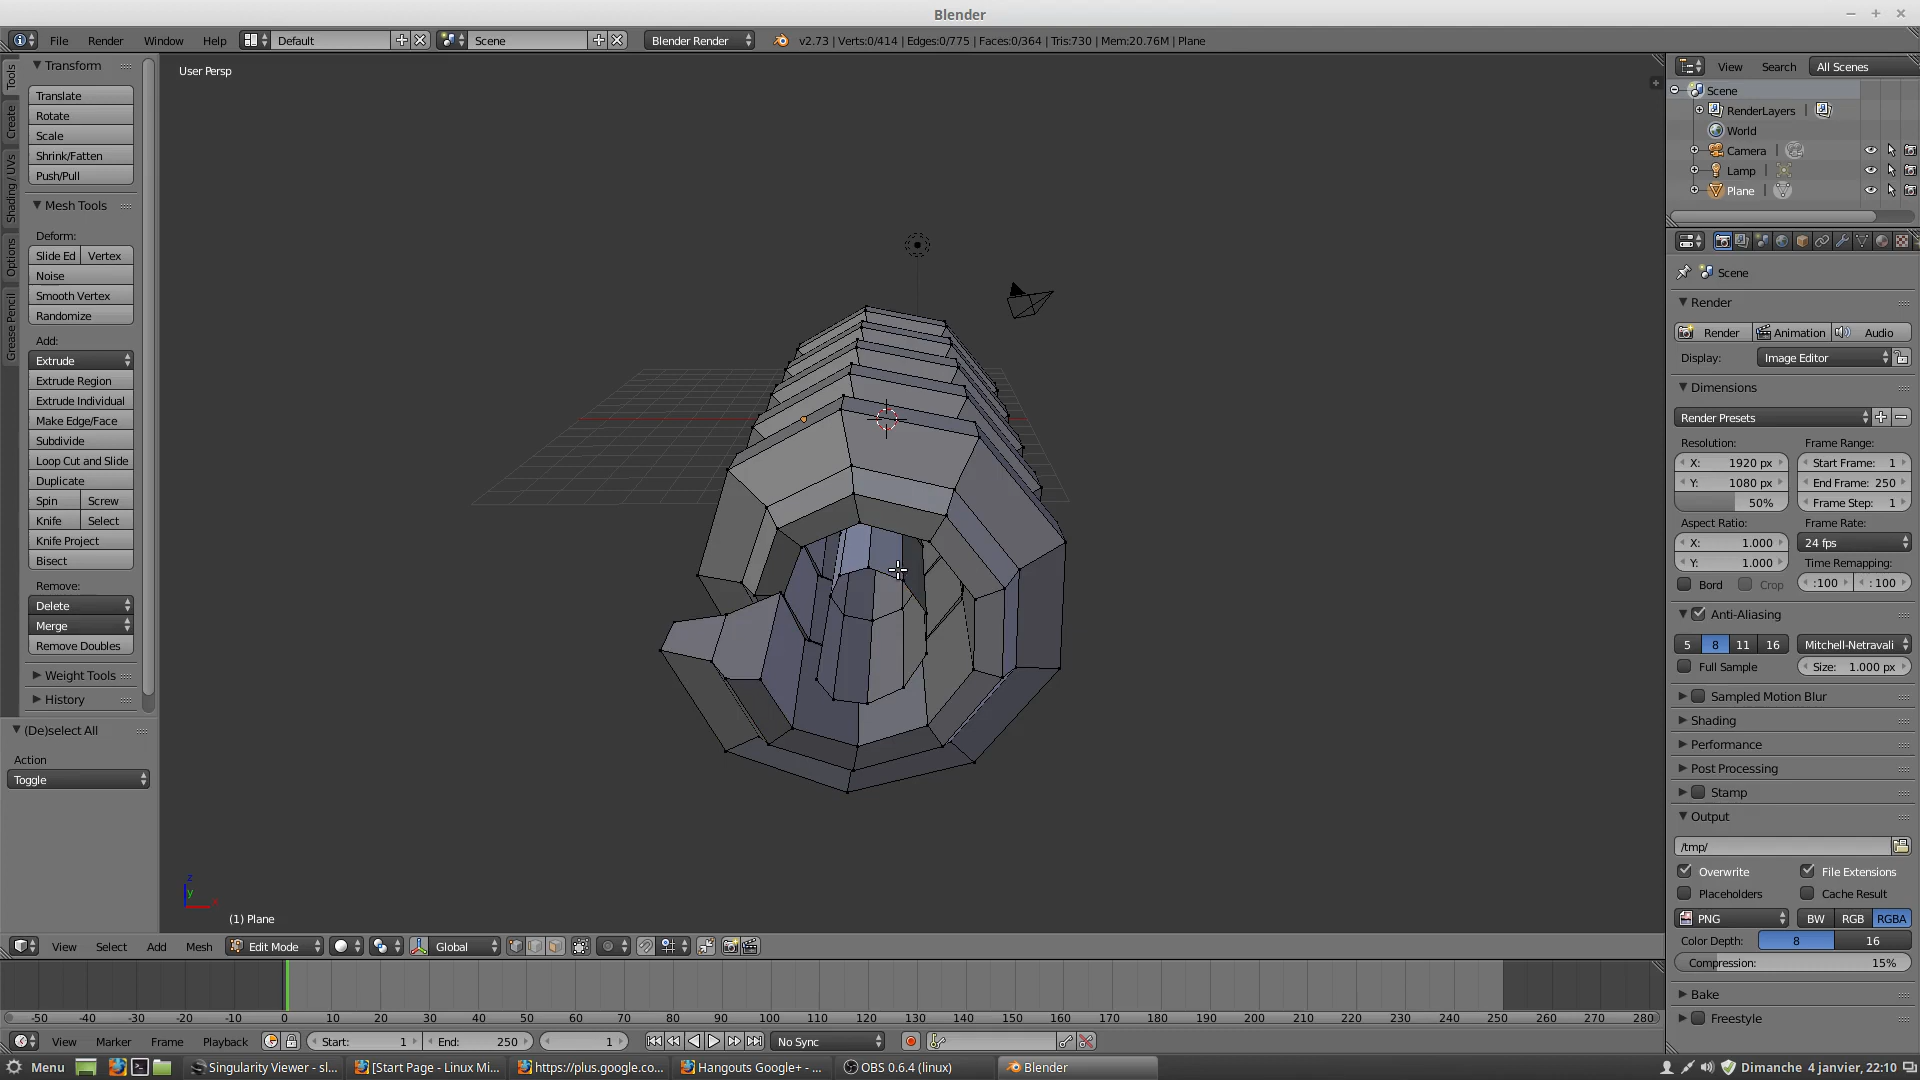 Blender
File Render Window Help Default Scene Blender Render v2.73 | Verts:0/414 | Edges:0/775 | Faces:0/364 | Tris:730 | Mem:20.76M | Plane
Tools
Create
Shading / UVs
Options
Grease Pencil
Transform
Translate
Rotate
Scale
Shrink/Fatten
Push/Pull
Mesh Tools
Deform:
Slide Ed Vertex
Noise
Smooth Vertex
Randomize
Add:
Extrude
Extrude Region
Extrude Individual
Make Edge/Face
Subdivide
Loop Cut and Slide
Duplicate
Spin Screw
Knife Select
Knife Project
Bisect
Remove:
Delete
Merge
Remove Doubles
Weight Tools
History
(De)select All
Action
Toggle
User Persp
z
y
x
(1) Plane
View Select Add Mesh Edit Mode Global
View Search All Scenes
Scene
RenderLayers
World
Camera
Lamp
Plane
Scene
Render
Render Animation Audio
Display: Image Editor
Dimensions
Render Presets
Resolution: Frame Range:
X: 1920 px Start Frame: 1
Y: 1080 px End Frame: 250
50% Frame Step: 1
Aspect Ratio: Frame Rate:
X: 1.000 24 fps
Y: 1.000 Time Remapping:
Bord Crop :100 : 100
Anti-Aliasing
5 8 11 16 Mitchell-Netravali
Full Sample Size: 1.000 px
Sampled Motion Blur
Shading
Performance
Post Processing
Stamp
Output
/tmp/
Overwrite File Extensions
Placeholders Cache Result
PNG BW RGB RGBA
Color Depth: 8 16
Compression: 15%
Bake
Freestyle
-50 -40 -30 -20 -10 0 10 20 30 40 50 60 70 80 90 100 110 120 130 140 150 160 170 180 190 200 210 220 230 240 250 260 270 280
View Marker Frame Playback Start: 1 End: 250 1 No Sync
Menu Singularity Viewer - sl... [Start Page - Linux Mi... https://plus.google.co... Hangouts Google+ - ... OBS 0.6.4 (linux) Blender Dimanche 4 janvier, 22:10